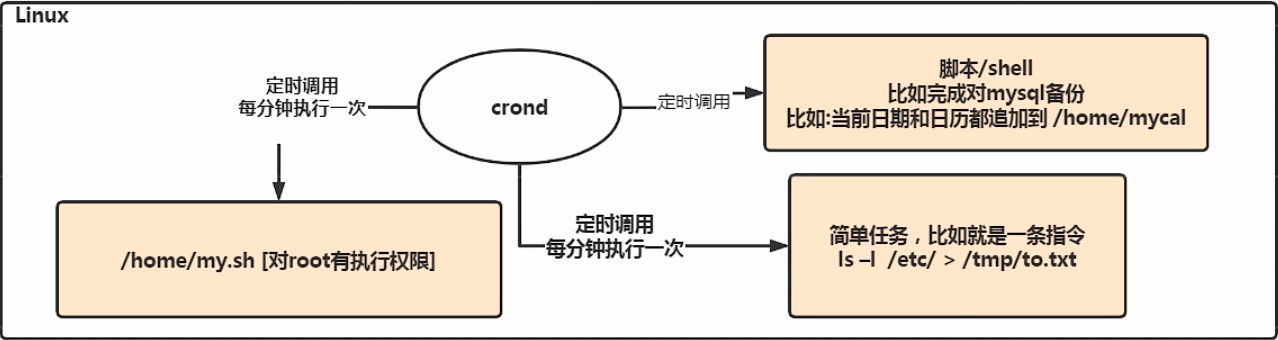 Linux
定时调用
每分钟执行一次
crond
定时调用
脚本/shell
比如完成对mysql备份
比如:当前日期和日历都追加到 /home/mycal
/home/my.sh [对root有执行权限]
定时调用
每分钟执行一次
简单任务，比如就是一条指令
ls –l /etc/ > /tmp/to.txt